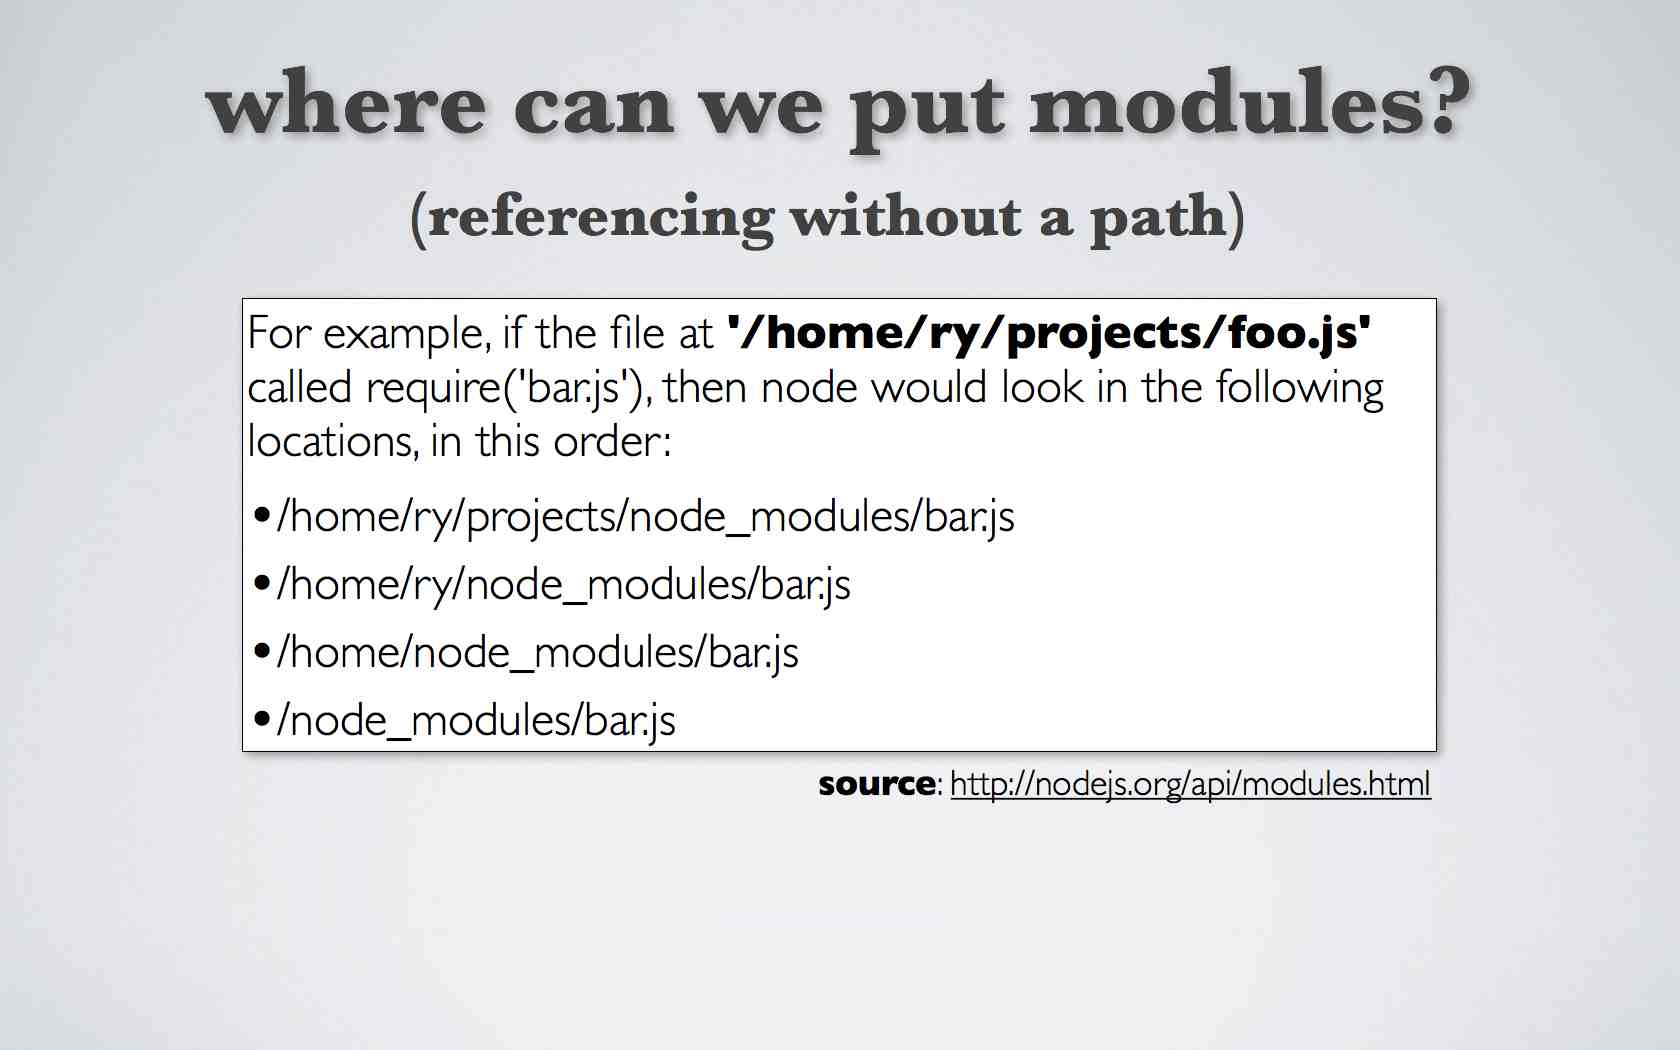 where can we put modules?
(referencing without a path)
For example, if the file at '/home/ry/projects/foo.js'
called require('bar.js'), then node would look in the following
locations, in this order:
•/home/ry/projects/node_modules/bar.js
•/home/ry/node_modules/bar.js
•/home/node_modules/bar.js
•/node_modules/bar.js
source: http://nodejs.org/api/modules.html